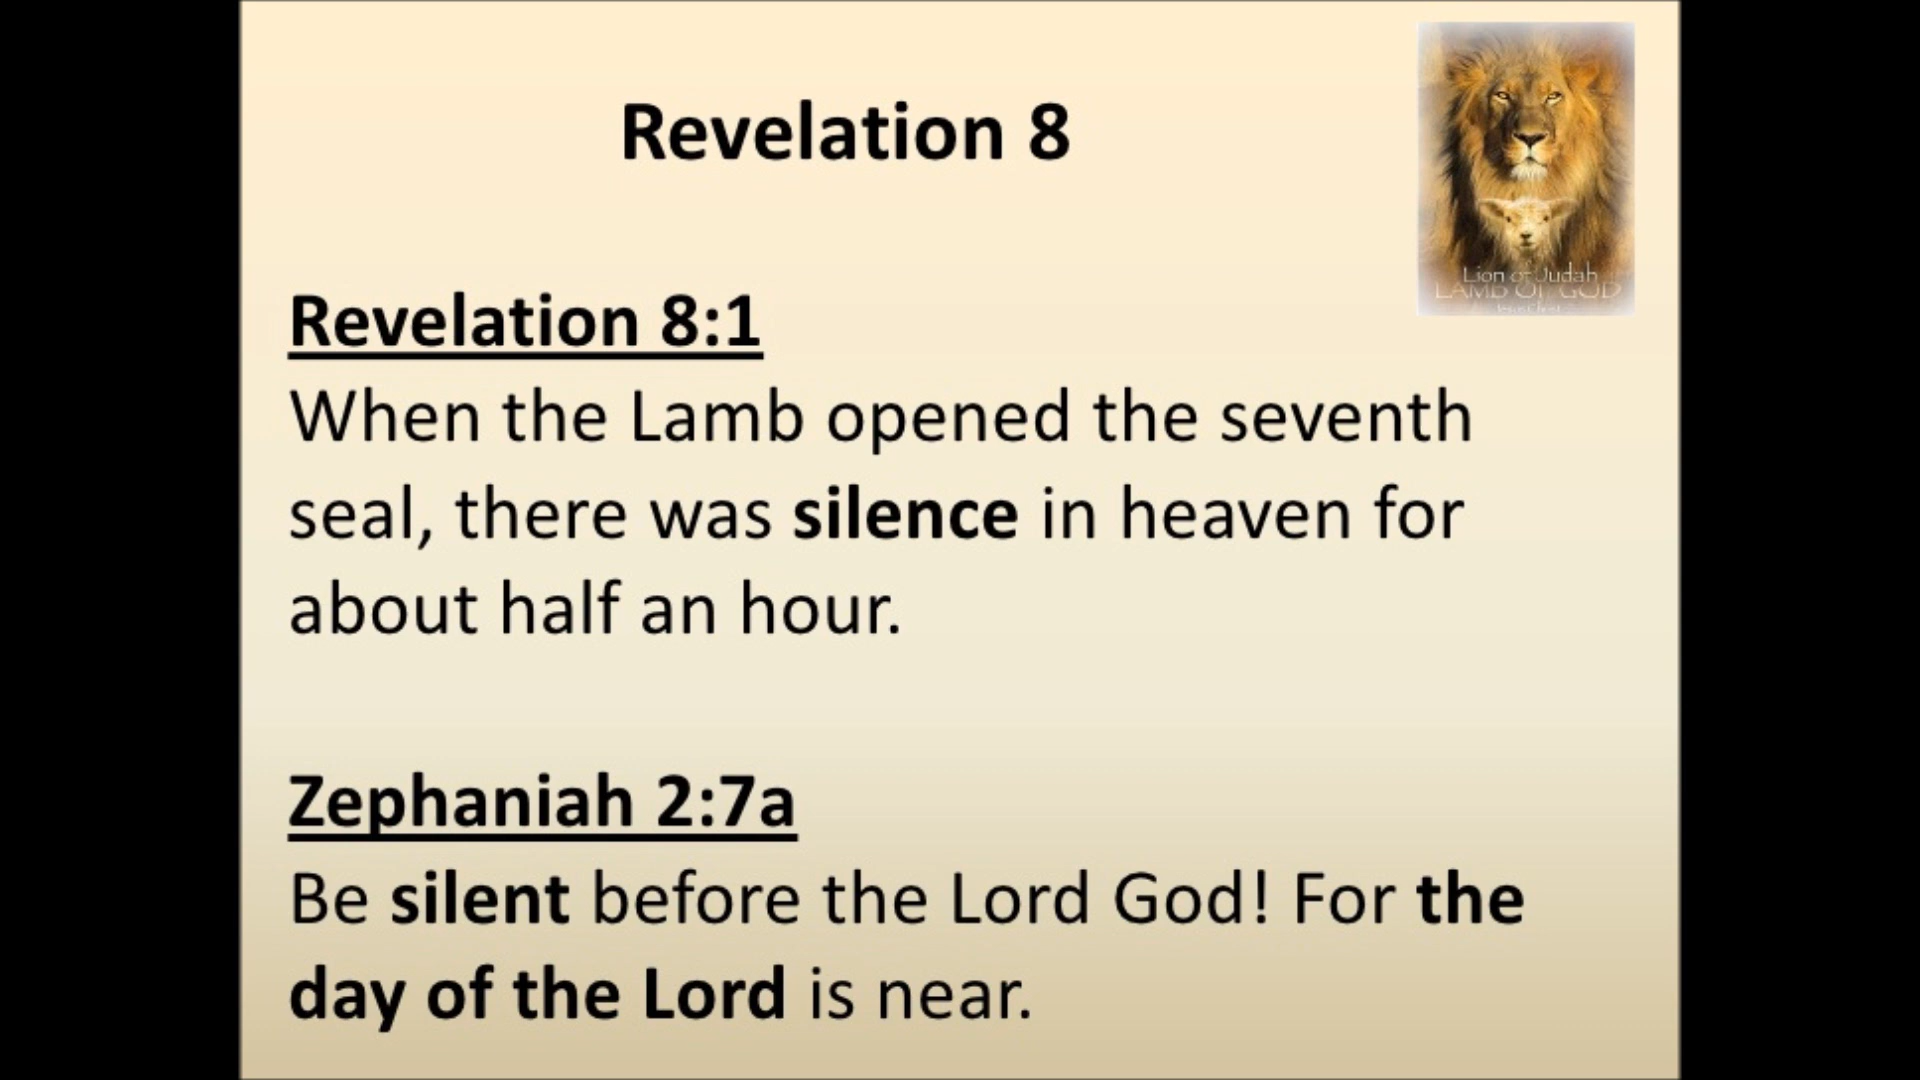 Revelation 8
Lion of Judah
LAMB OF GOD
Revelation 8:1
When the Lamb opened the seventh
seal, there was silence in heaven for
about half an hour.
Zephaniah 2:7a
Be silent before the Lord God! For the
day of the Lord is near.